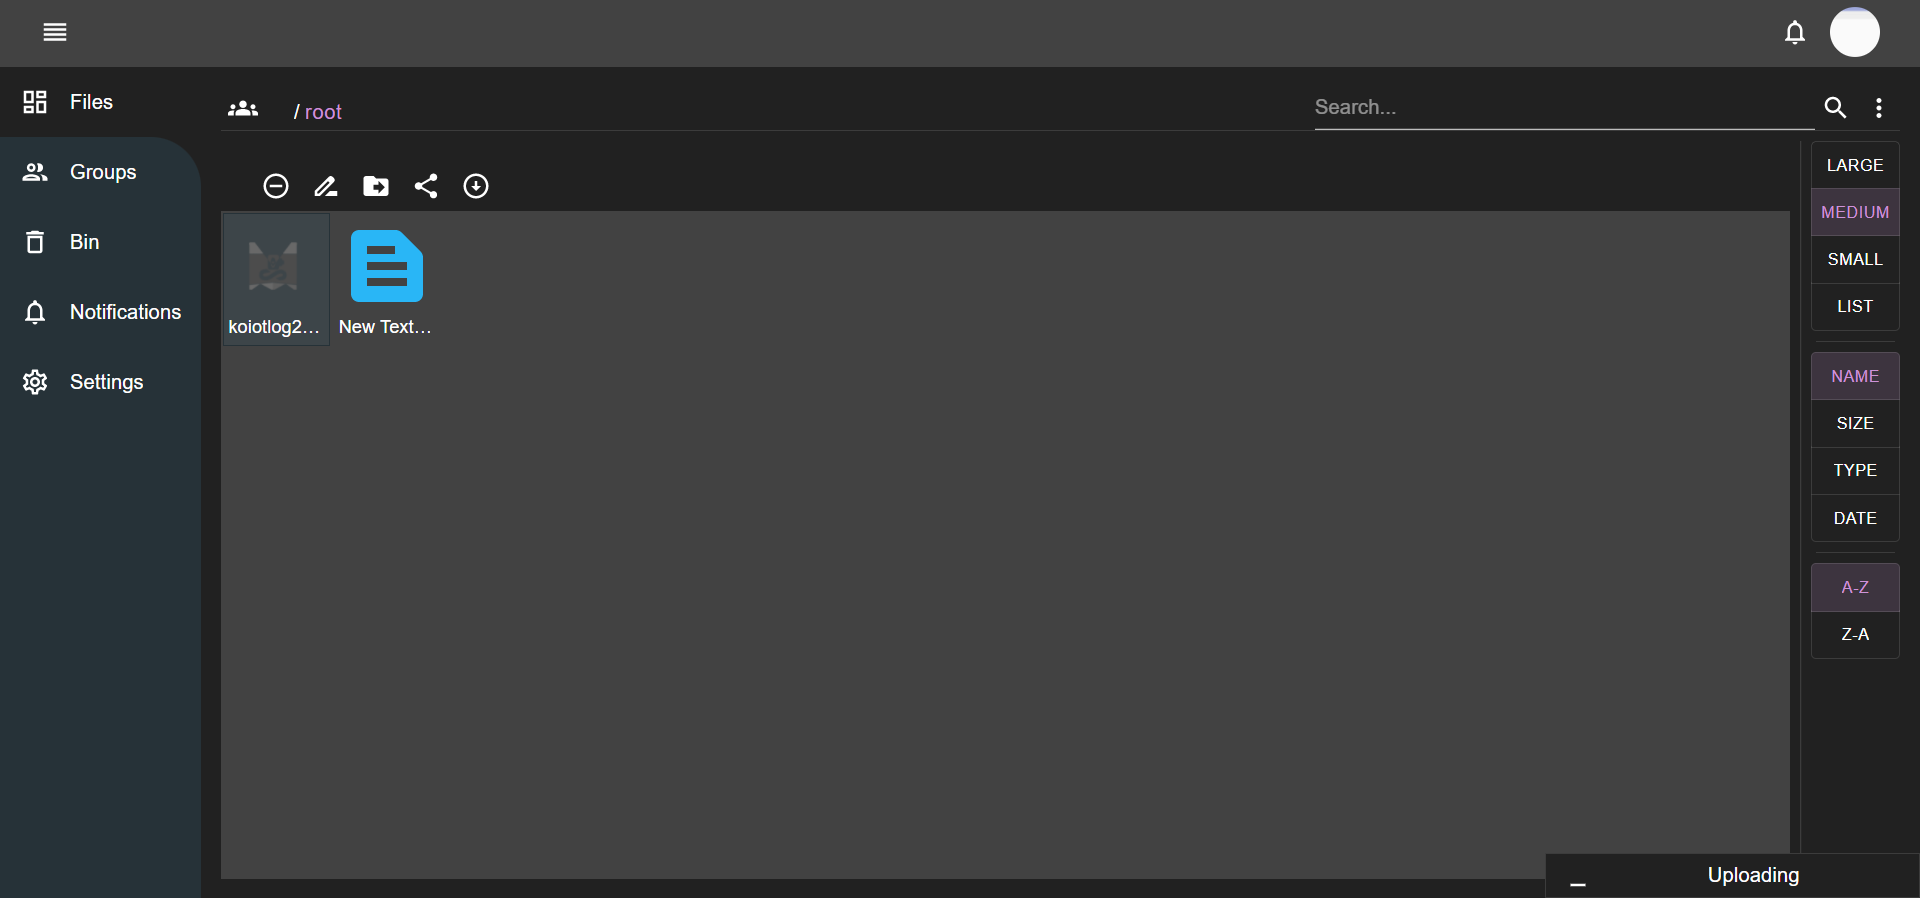 Files
Groups
Bin
Notifications
Settings
/ root
Search...
koiotlog2...
New Text...
LARGE
MEDIUM
SMALL
LIST
NAME
SIZE
TYPE
DATE
A-Z
Z-A
Uploading